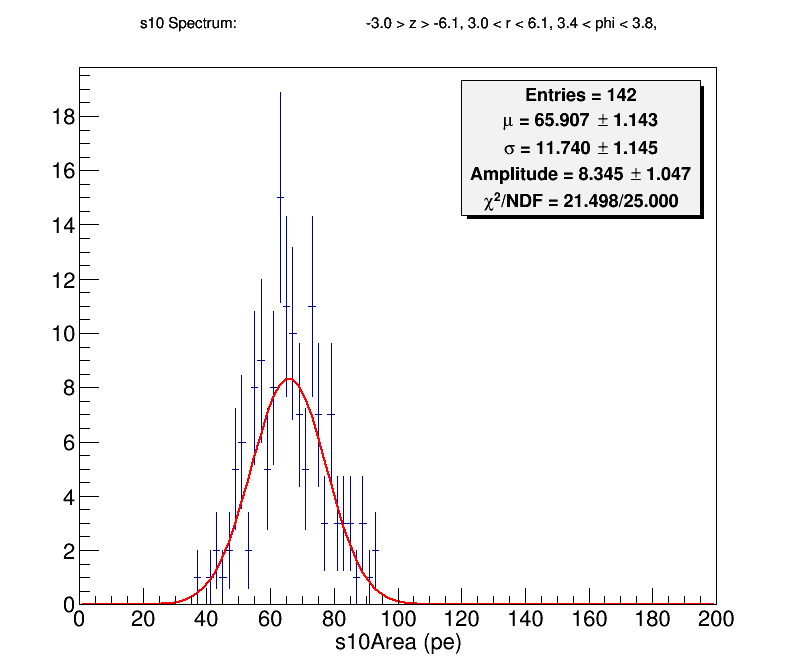 s10 Spectrum: -3.0 > z > -6.1, 3.0 < r < 6.1, 3.4 < phi < 3.8,
Entries = 142
μ = 65.907 ± 1.143
σ = 11.740 ± 1.145
Amplitude = 8.345 ± 1.047
χ²/NDF = 21.498/25.000
18
16
14
12
10
8
6
4
2
0
0 20 40 60 80 100 120 140 160 180 200
s10Area (pe)